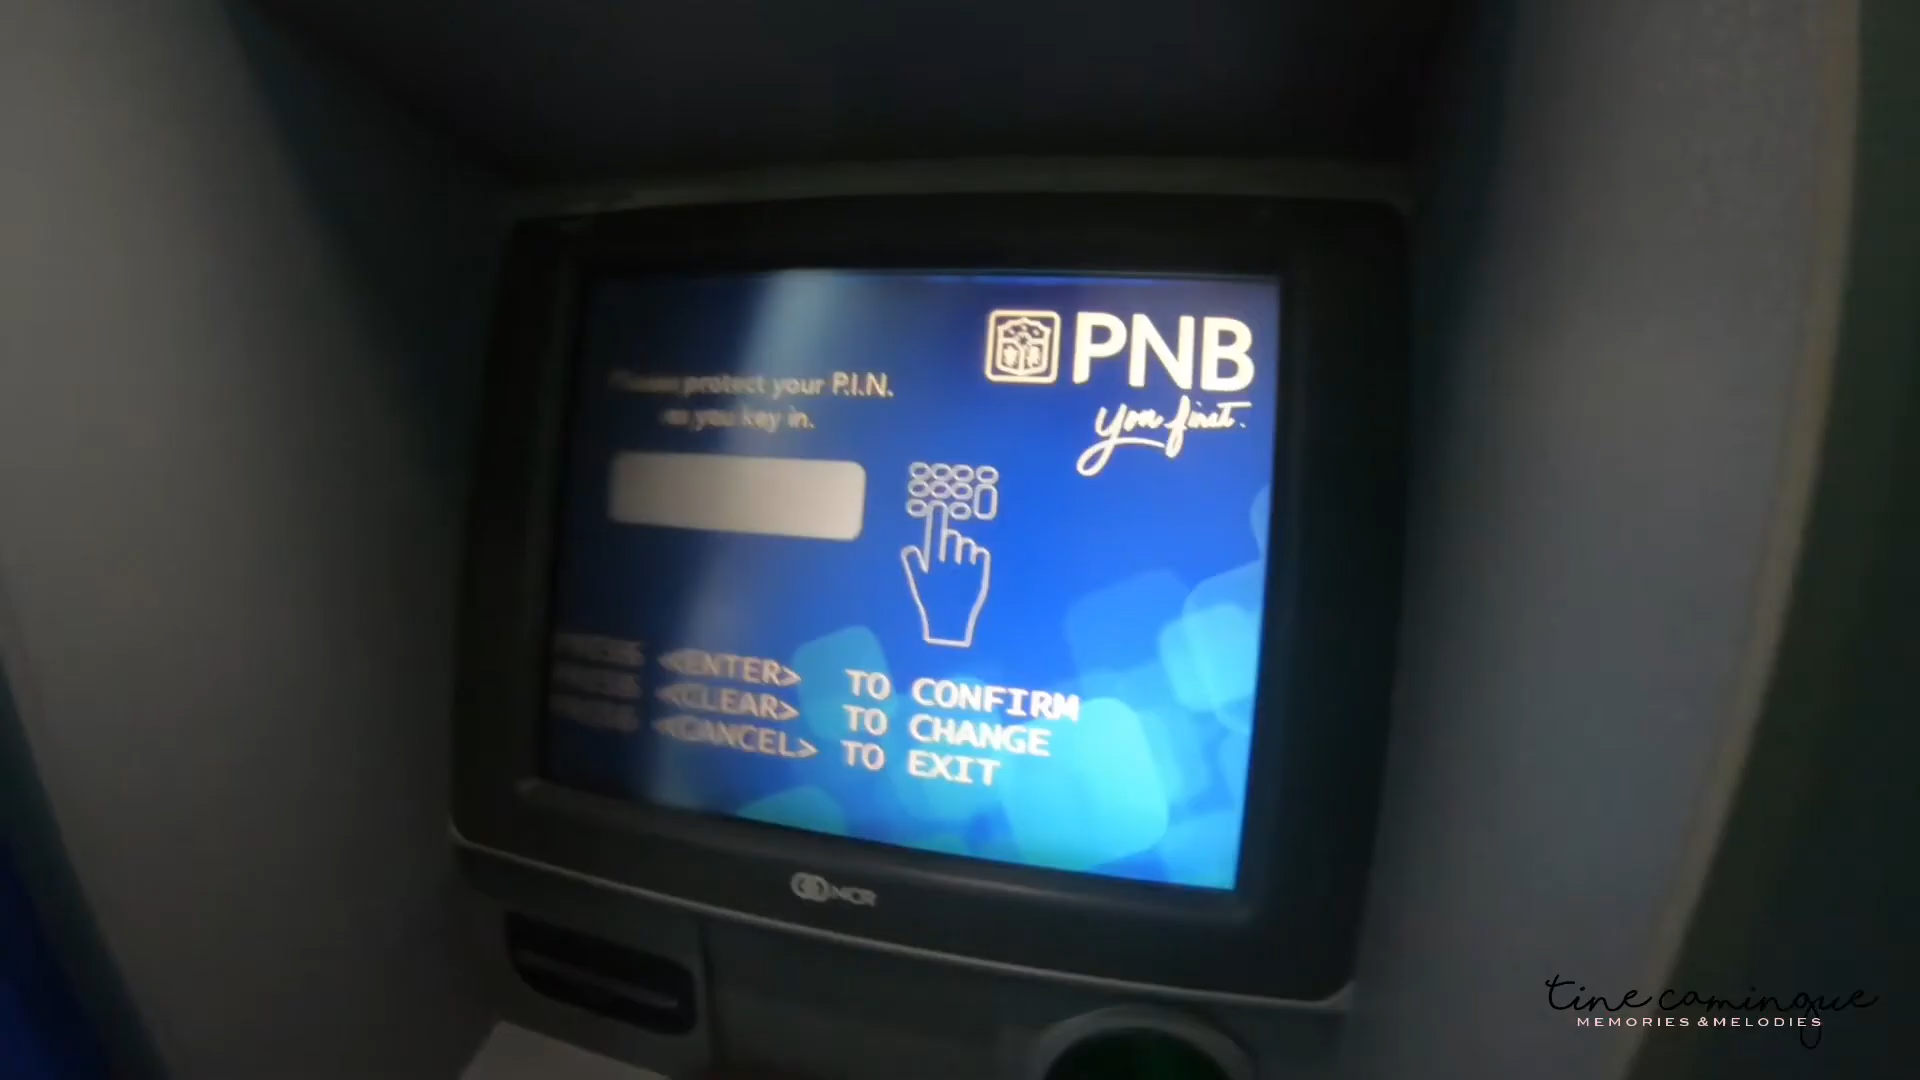 PNB
you first.
Please protect your P.I.N.
as you key in.
PRESS <ENTER> TO CONFIRM
PRESS <CLEAR> TO CHANGE
PRESS <CANCEL> TO EXIT
NCR
tine camingue
MEMORIES & MELODIES